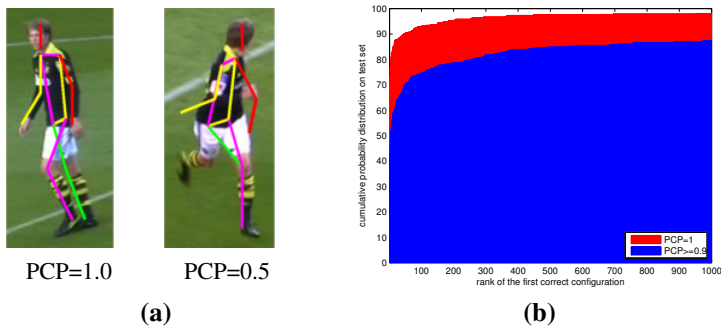 PCP=1.0
PCP=0.5
(a)
cumulative probability distribution on test set
100
90
80
70
60
50
40
30
20
10
0
100 200 300 400 500 600 700 800 900 1000
rank of the first correct configuration
PCP=1
PCP>=0.9
(b)